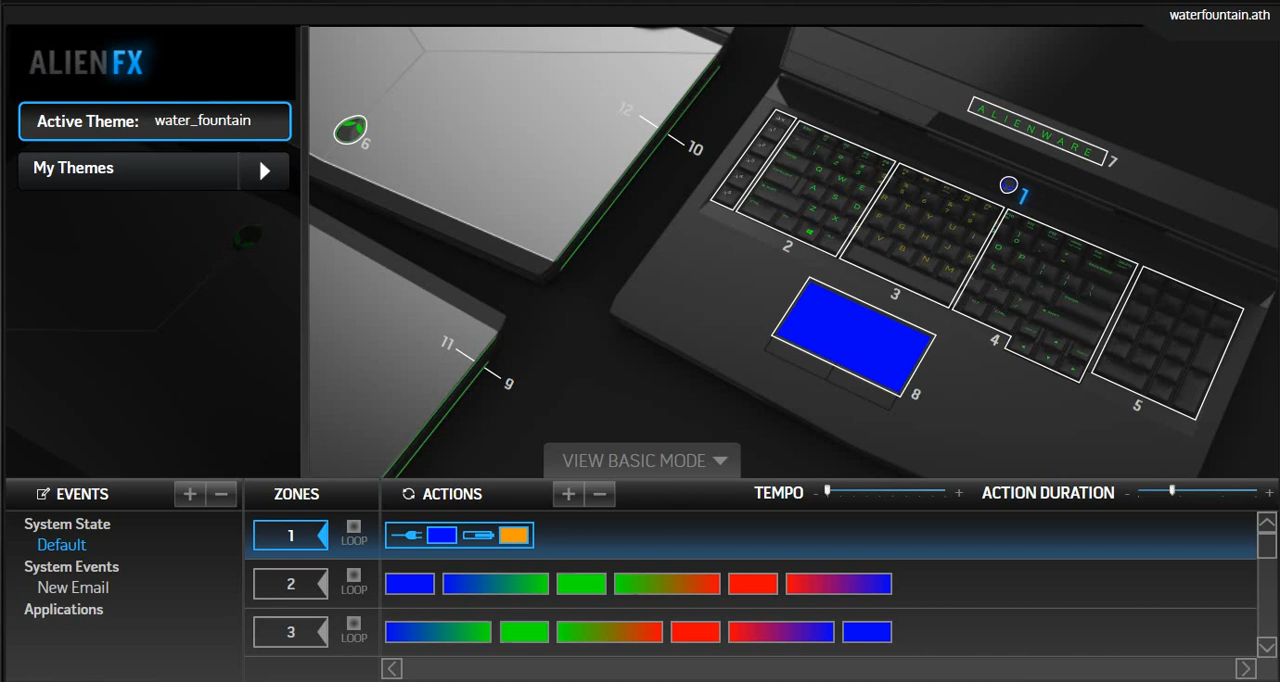 waterfountain.ath
ALIENFX
Active Theme: water_fountain
My Themes
12
10
6
ALIENWARE
7
1
2
3
4
5
8
11
9
VIEW BASIC MODE
EVENTS + −
ZONES
ACTIONS + −
TEMPO - +
ACTION DURATION - +
System State
Default
System Events
New Email
Applications
1 LOOP
2 LOOP
3 LOOP